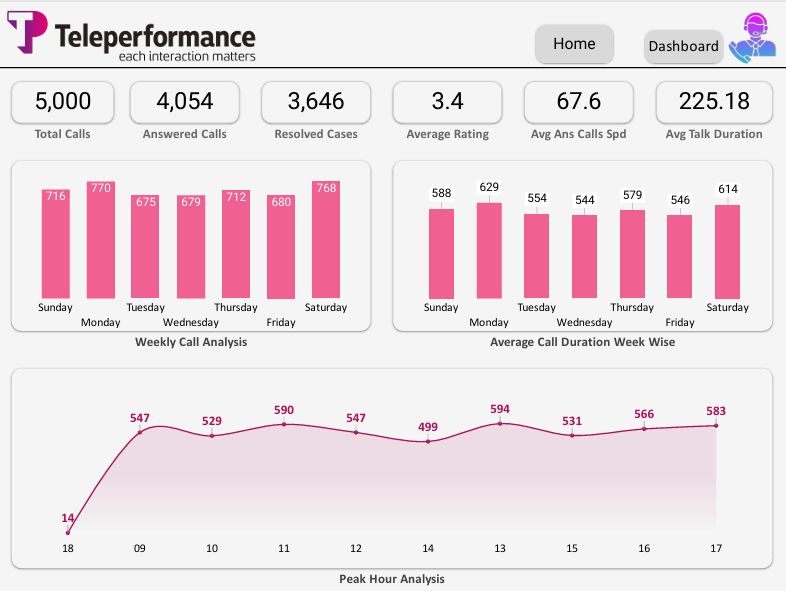 Teleperformance
each interaction matters
Home
Dashboard
5,000
4,054
3,646
3.4
67.6
225.18
Total Calls
Answered Calls
Resolved Cases
Average Rating
Avg Ans Calls Spd
Avg Talk Duration
716
770
675
679
712
680
768
Sunday
Monday
Tuesday
Wednesday
Thursday
Friday
Saturday
Weekly Call Analysis
588
629
554
544
579
546
614
Sunday
Monday
Tuesday
Wednesday
Thursday
Friday
Saturday
Average Call Duration Week Wise
14
547
529
590
547
499
594
531
566
583
18
09
10
11
12
14
13
15
16
17
Peak Hour Analysis